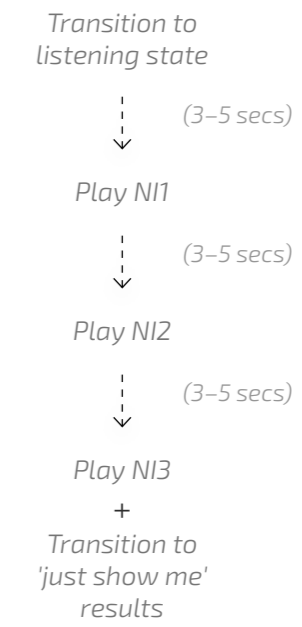 Transition to
listening state
(3–5 secs)
Play NI1
(3–5 secs)
Play NI2
(3–5 secs)
Play NI3
+
Transition to
'just show me'
results